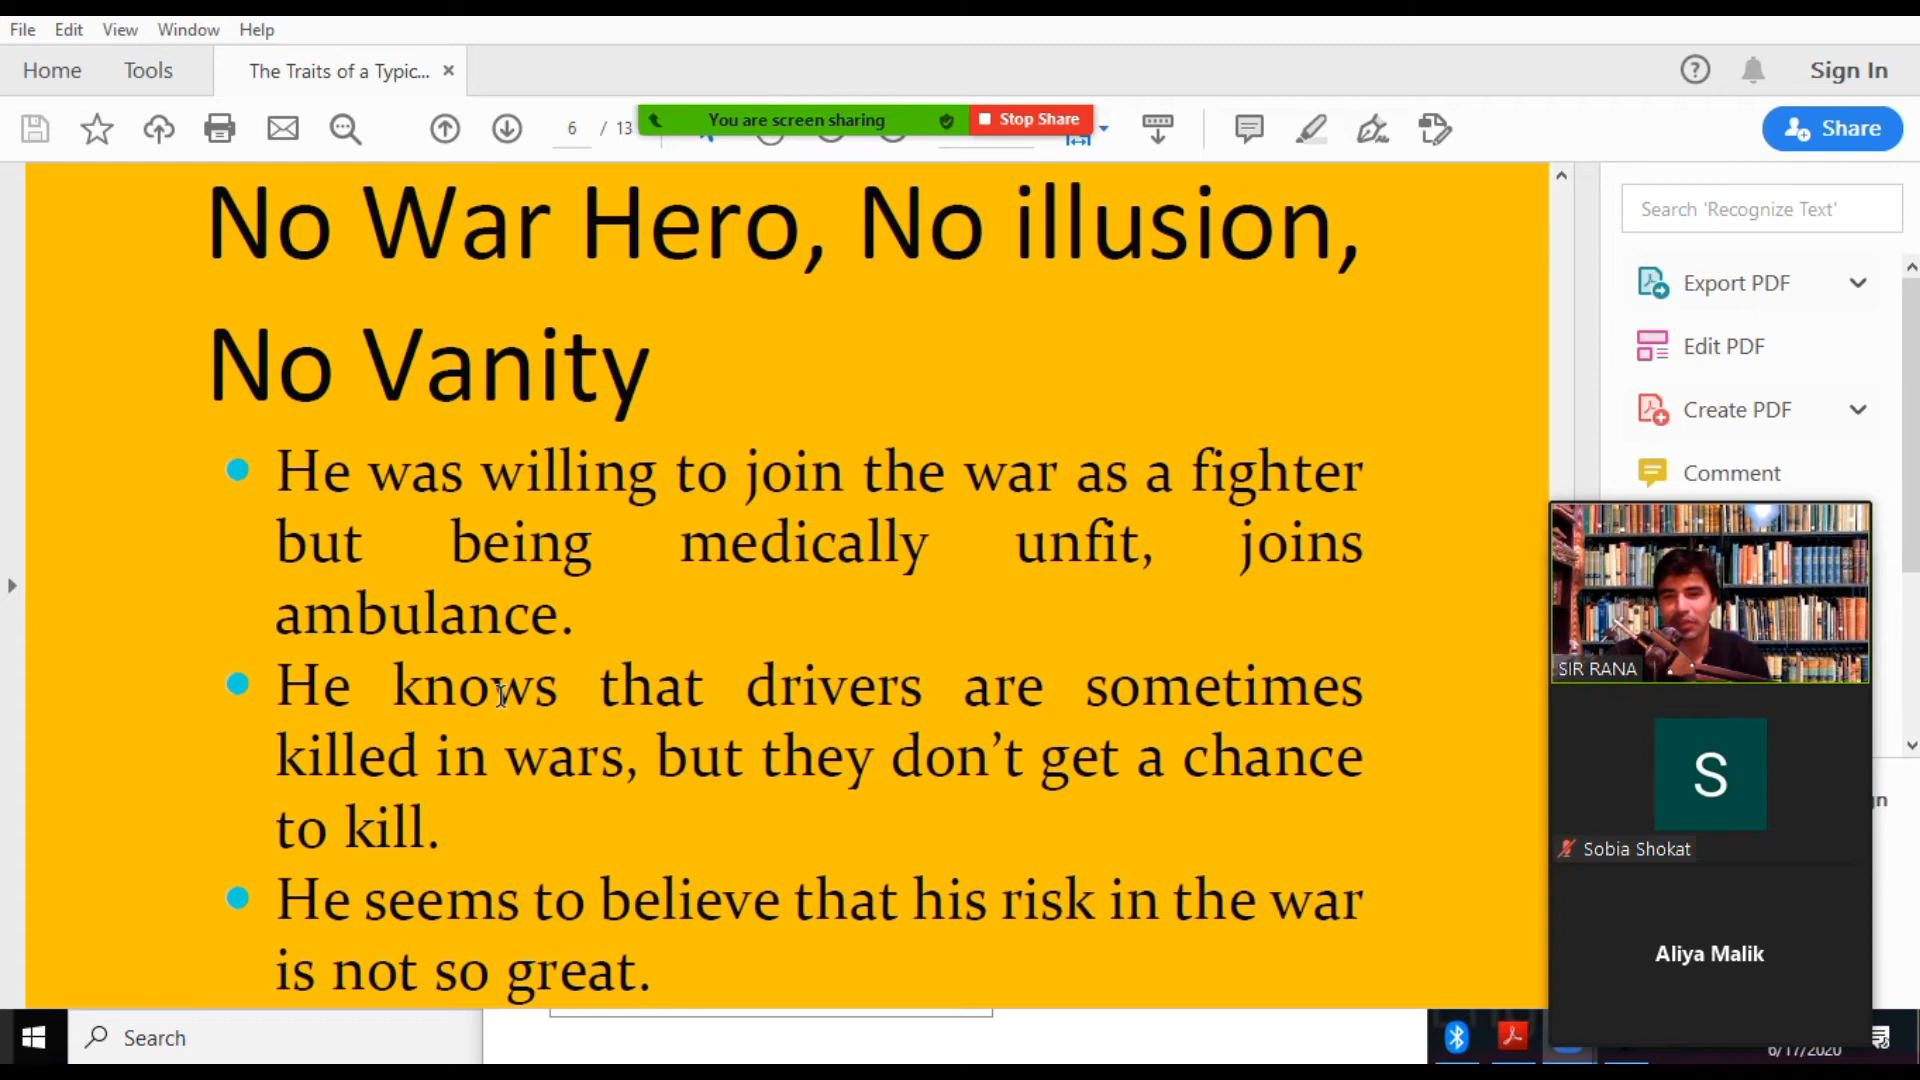 File Edit View Window Help
Home Tools The Traits of a Typic... ×
Sign In
6 / 13
You are screen sharing
Stop Share
Share
No War Hero, No illusion,
No Vanity
He was willing to join the war as a fighter
but being medically unfit, joins
ambulance.
He knows that drivers are sometimes
killed in wars, but they don't get a chance
to kill.
He seems to believe that his risk in the war
is not so great.
Search 'Recognize Text'
Export PDF
Edit PDF
Create PDF
Comment
SIR RANA
S
Sobia Shokat
Aliya Malik
Search
6/17/2020